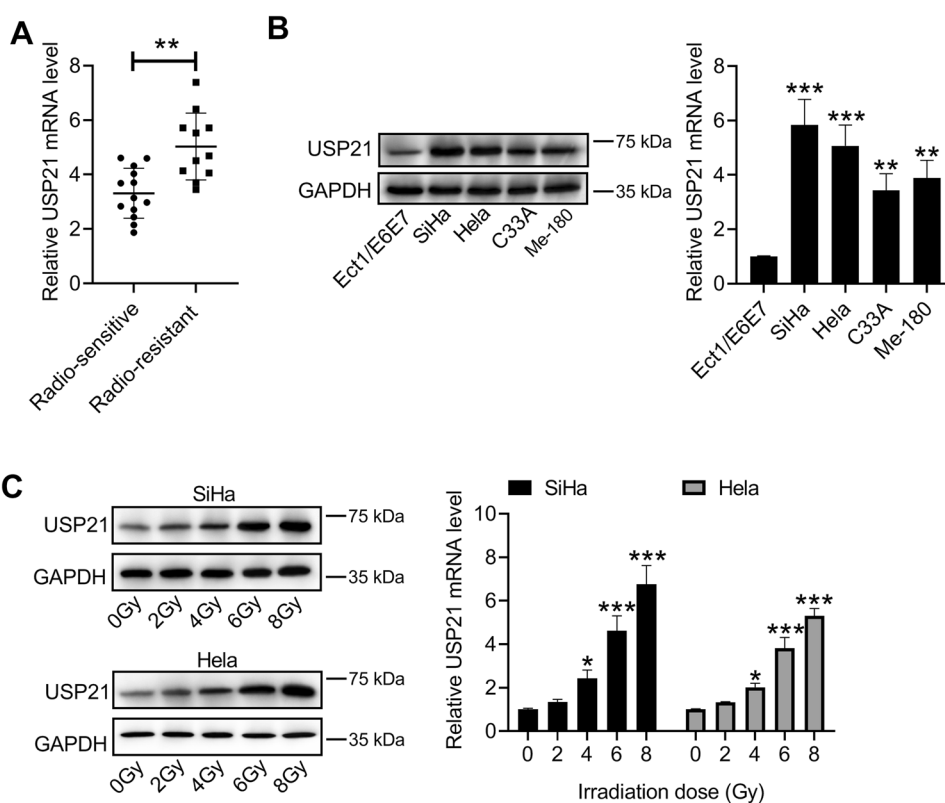 A
**
Relative USP21 mRNA level
8
6
4
2
0
Radio-sensitive
Radio-resistant
B
USP21
75 kDa
GAPDH
35 kDa
Ect1/E6E7
SiHa
Hela
C33A
Me-180
Relative USP21 mRNA level
8
6
4
2
0
***
***
**
**
Ect1/E6E7
SiHa
Hela
C33A
Me-180
C
SiHa
USP21
75 kDa
GAPDH
35 kDa
0Gy
2Gy
4Gy
6Gy
8Gy
Hela
USP21
75 kDa
GAPDH
35 kDa
0Gy
2Gy
4Gy
6Gy
8Gy
SiHa
Hela
Relative USP21 mRNA level
10
8
6
4
2
0
*
***
***
*
***
***
0 2 4 6 8 0 2 4 6 8
Irradiation dose (Gy)